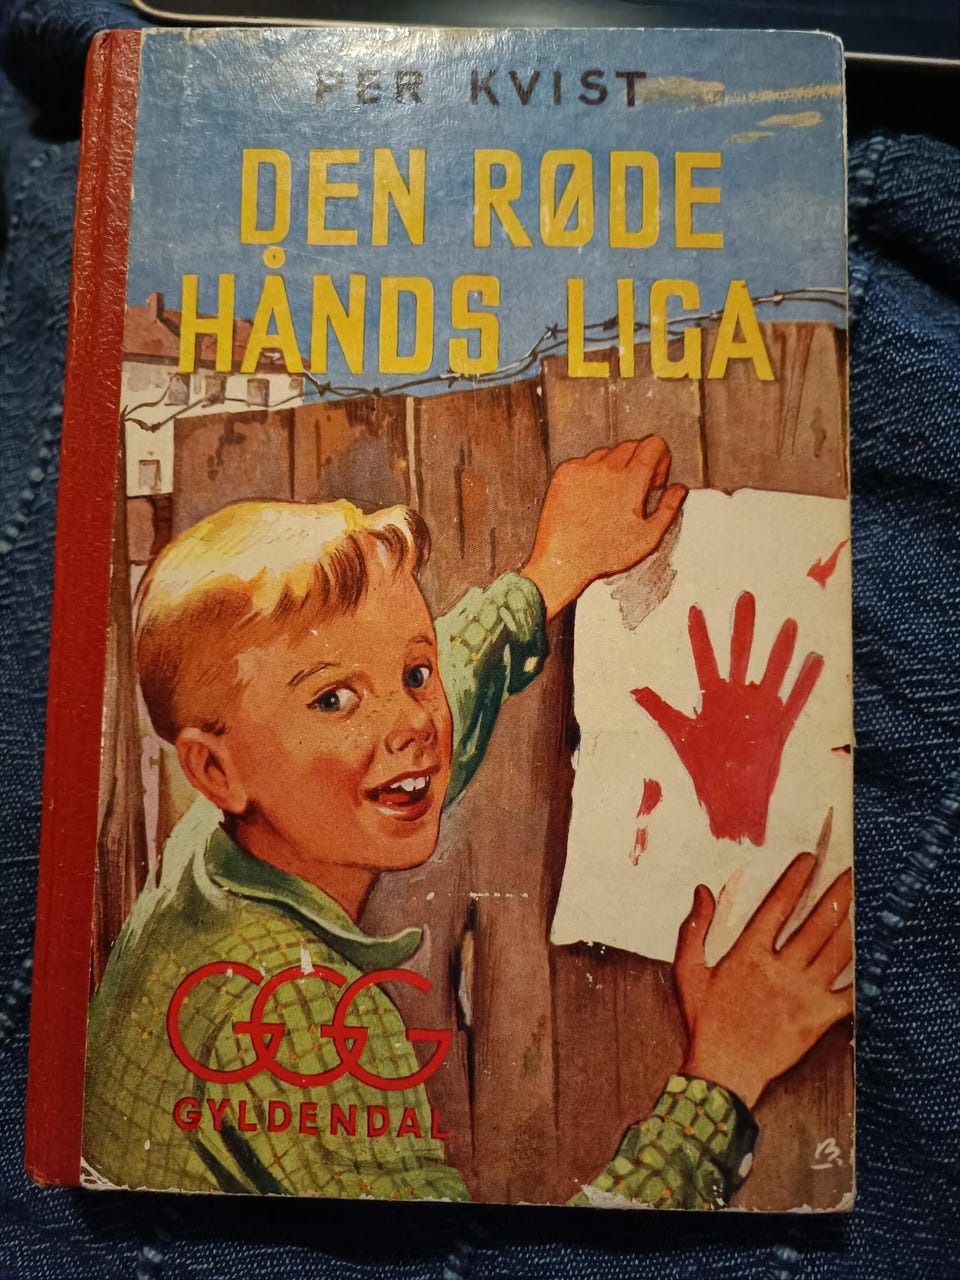 PER KVIST
DEN RØDE
HÅNDS LIGA
GGG
GYLDENDAL